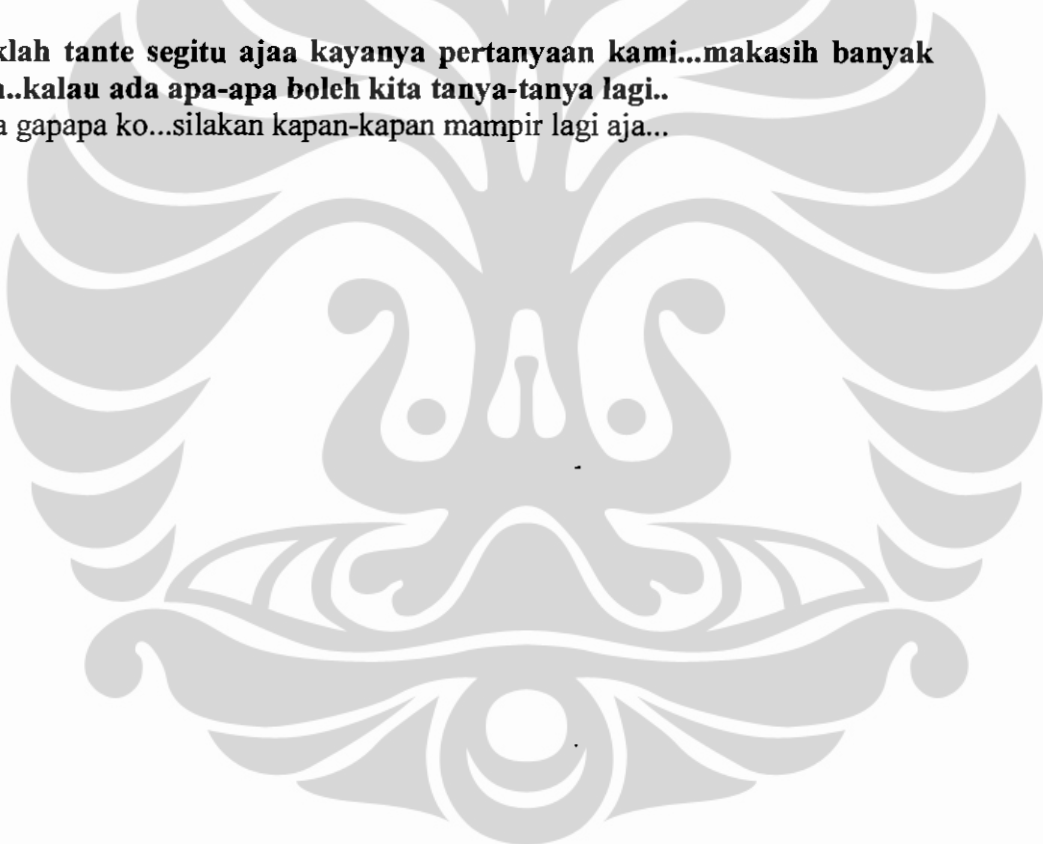 klah tante segitu ajaa kayanya pertanyaan kami...makasih banyak
..kalau ada apa-apa boleh kita tanya-tanya lagi..
a gapapa ko...silakan kapan-kapan mampir lagi aja...